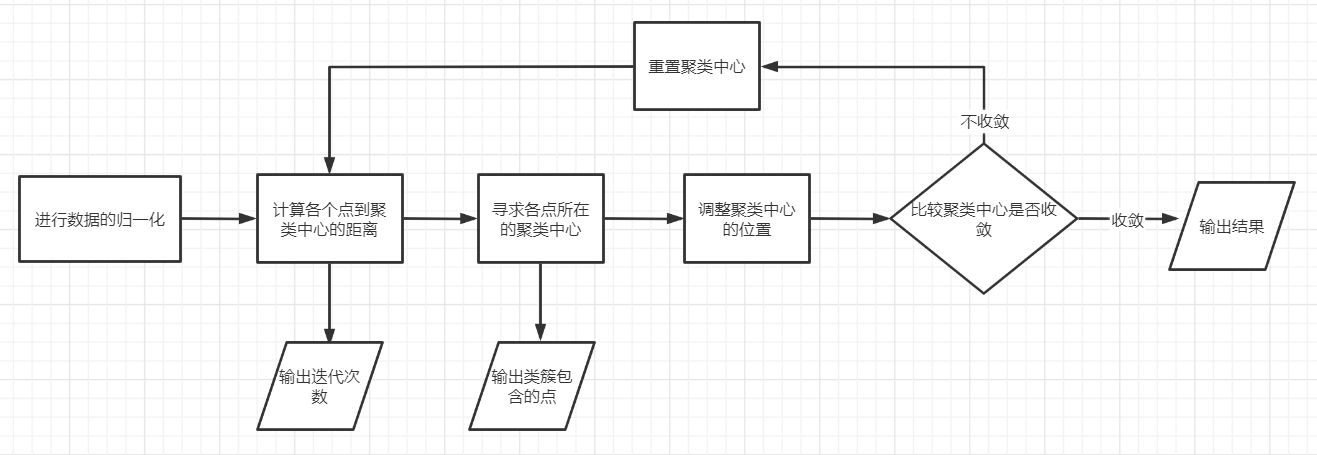 重置聚类中心
不收敛
进行数据的归一化
计算各个点到聚
类中心的距离
寻求各点所在
的聚类中心
调整聚类中心
的位置
比较聚类中心是否收
敛
收敛
输出结果
输出迭代次
数
输出类簇包
含的点